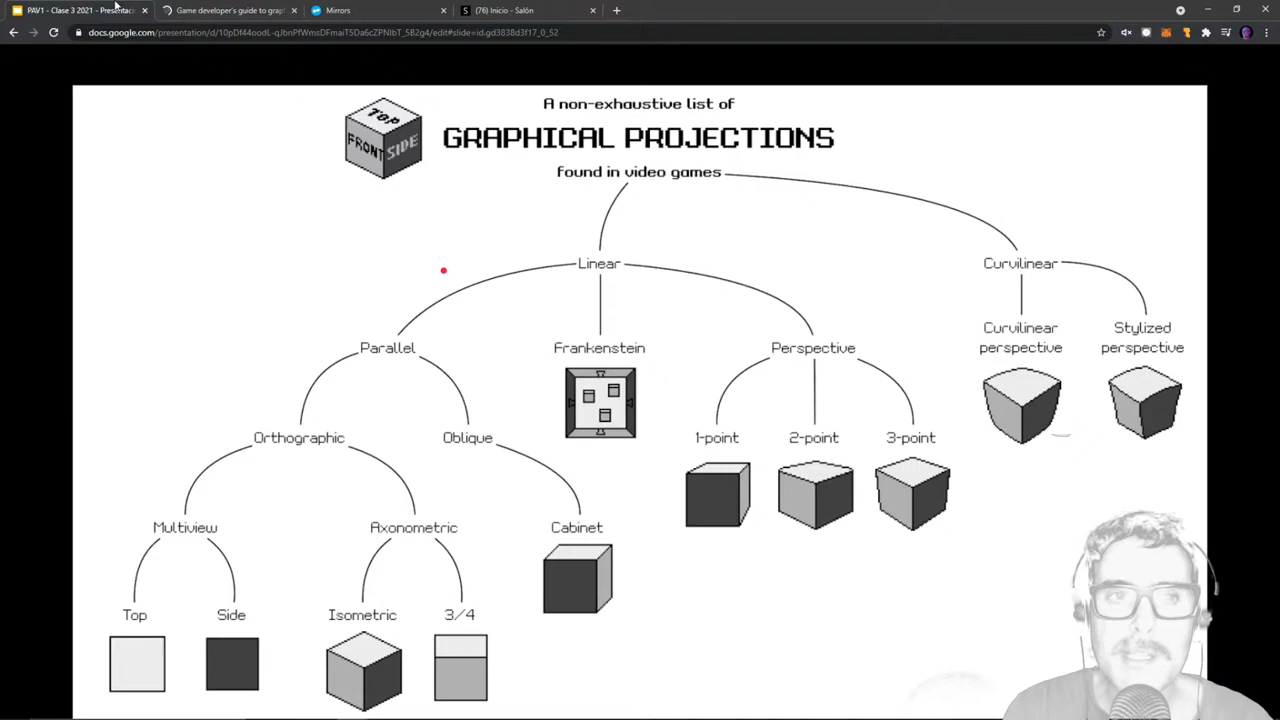 PAV1 - Clase 3 2021 - Presentaci
Game developer's guide to grap
Mirrors
(76) Inicio - Salón
docs.google.com/presentation/d/10pDf44oodL-qJbnPfWmsDFmaiT5Da6cZPNIbT_5B2g4/edit#slide=id.gd3838d3f17_0_52
A non-exhaustive list of
GRAPHICAL PROJECTIONS
found in video games
TOP
FRONT SIDE
Linear
Curvilinear
Parallel
Frankenstein
Perspective
Curvilinear perspective
Stylized perspective
Orthographic
Oblique
1-point
2-point
3-point
Multiview
Axonometric
Cabinet
Top
Side
Isometric
3/4